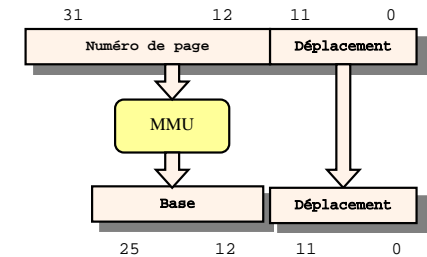 31 12 11 0
Numéro de page Déplacement
MMU
Base Déplacement
25 12 11 0